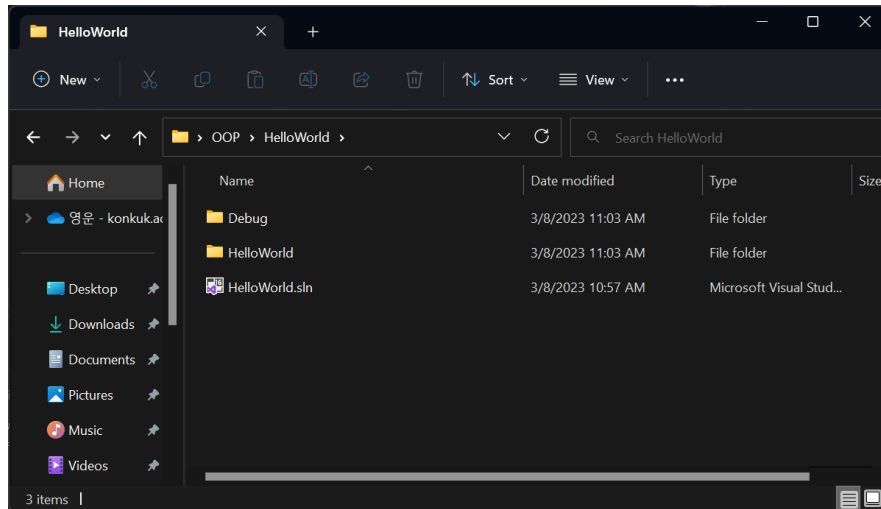 HelloWorld
New
Sort
View
OOP > HelloWorld >
Search HelloWorld
Home
영운 - konkuk.ac
Desktop
Downloads
Documents
Pictures
Music
Videos
Name Date modified Type Size
Debug 3/8/2023 11:03 AM File folder
HelloWorld 3/8/2023 11:03 AM File folder
HelloWorld.sln 3/8/2023 10:57 AM Microsoft Visual Stud...
3 items